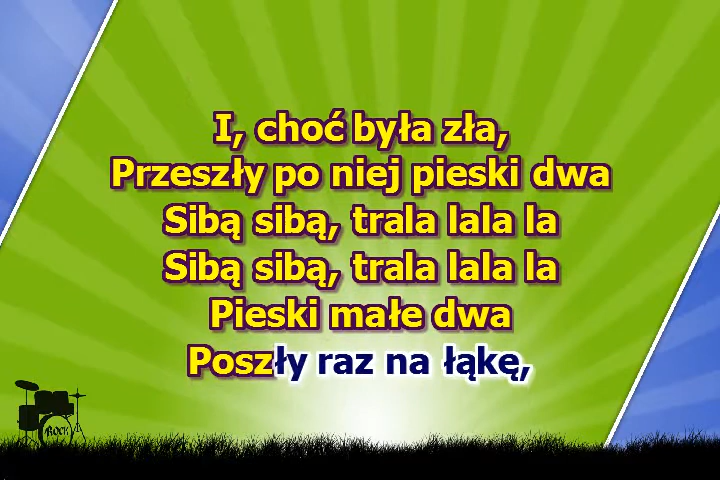 I, choć była zła,
Przeszły po niej pieski dwa
Sibą sibą, trala lala la
Sibą sibą, trala lala la
Pieski małe dwa
Poszły raz na łąkę,
ROCK